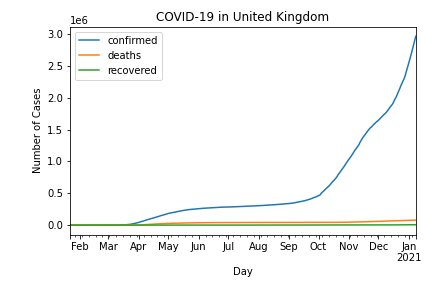 COVID-19 in United Kingdom
1e6
confirmed
deaths
recovered
3.0
2.5
2.0
1.5
1.0
0.5
0.0
Number of Cases
Feb Mar Apr May Jun Jul Aug Sep Oct Nov Dec Jan
2021
Day